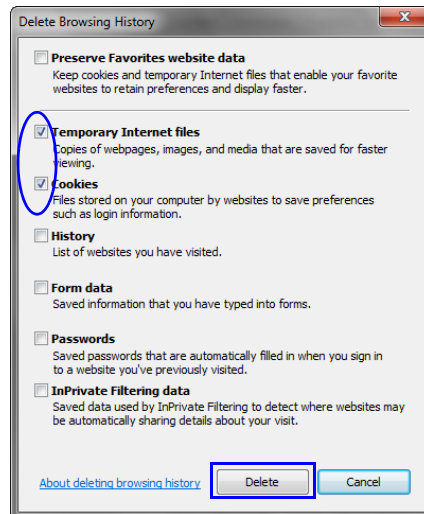 Delete Browsing History
x
Preserve Favorites website data
Keep cookies and temporary Internet files that enable your favorite
websites to retain preferences and display faster.
Temporary Internet files
Copies of webpages, images, and media that are saved for faster
viewing.
Cookies
Files stored on your computer by websites to save preferences
such as login information.
History
List of websites you have visited.
Form data
Saved information that you have typed into forms.
Passwords
Saved passwords that are automatically filled in when you sign in
to a website you've previously visited.
InPrivate Filtering data
Saved data used by InPrivate Filtering to detect where websites may
be automatically sharing details about your visit.
About deleting browsing history Delete Cancel